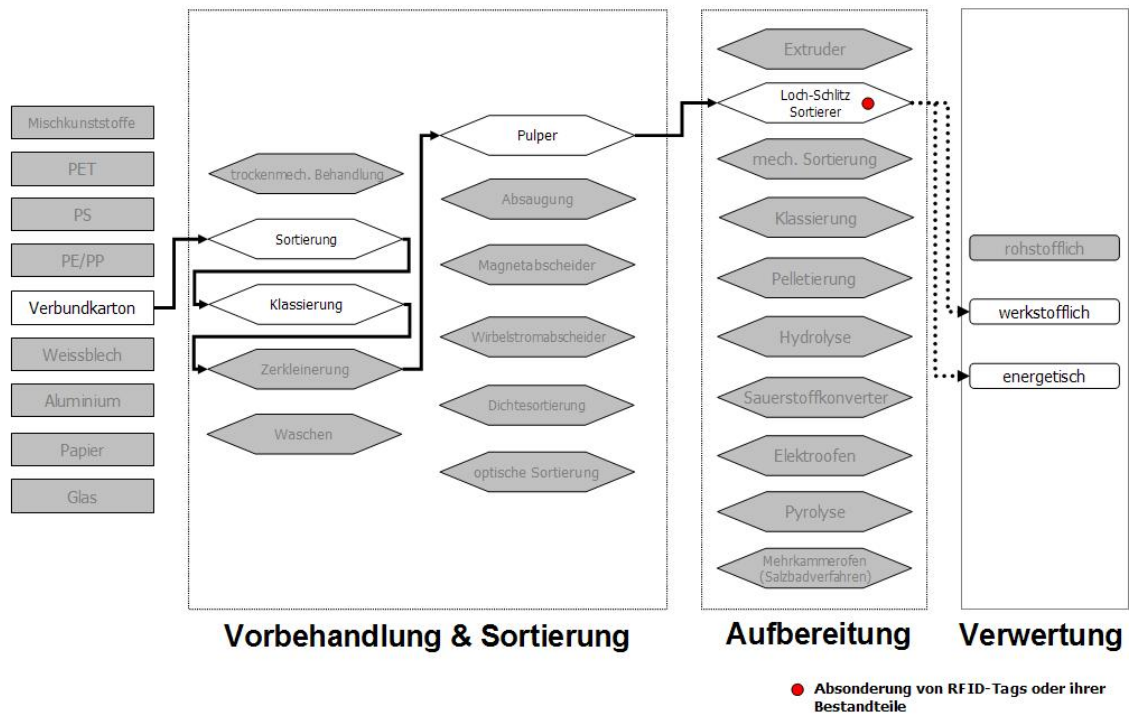 Mischkunststoffe
PET
PS
PE/PP
Verbundkarton
Weissblech
Aluminium
Papier
Glas
trockenmech. Behandlung
Sortierung
Klassierung
Zerkleinerung
Waschen
Pulper
Absaugung
Magnetabscheider
Wirbelstromabscheider
Dichtesortierung
optische Sortierung
Extruder
Loch-Schlitz
Sortierer
mech. Sortierung
Klassierung
Pelletierung
Hydrolyse
Sauerstoffkonverter
Elektroofen
Pyrolyse
Mehrkammerofen
(Salzbadverfahren)
rohstofflich
werkstofflich
energetisch
Vorbehandlung & Sortierung
Aufbereitung
Verwertung
Absonderung von RFID-Tags oder ihrer
Bestandteile